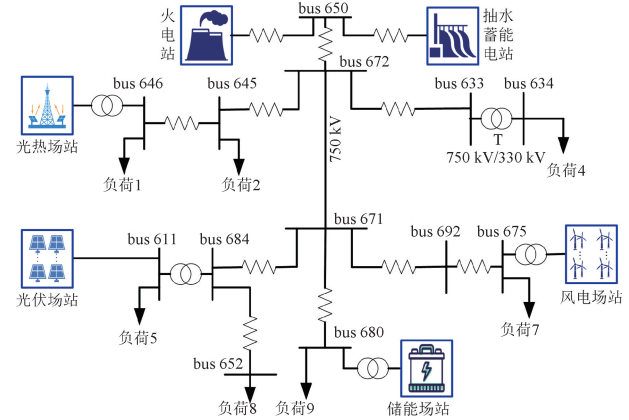 火
电
站
bus 650
抽水
蓄能
电站
bus 672
bus 646
bus 645
bus 633
bus 634
光热场站
负荷1
负荷2
750 kV
T
750 kV/330 kV
负荷4
bus 671
bus 611
bus 684
bus 692
bus 675
光伏场站
风电场站
负荷5
bus 680
负荷7
bus 652
负荷8
负荷9
储能场站